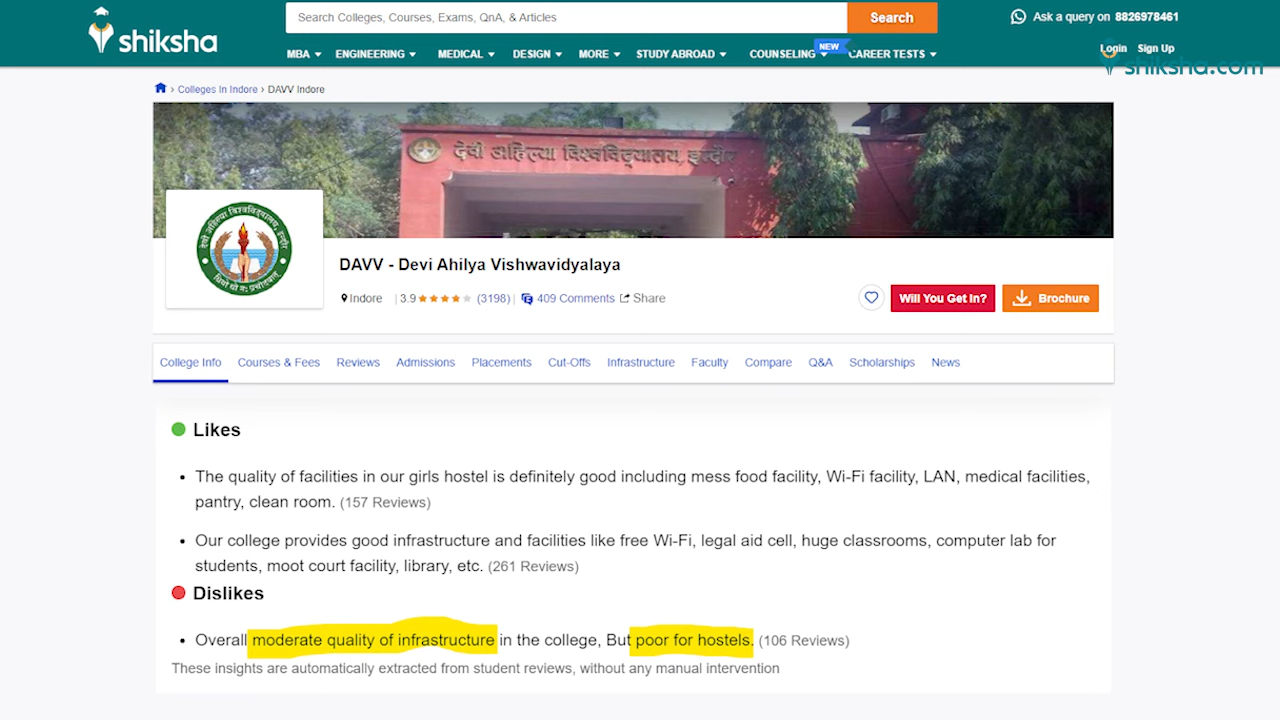 shiksha
Search Colleges, Courses, Exams, QnA, & Articles
Search
Ask a query on 8826978461
MBA ENGINEERING MEDICAL DESIGN MORE STUDY ABROAD COUNSELING NEW CAREER TESTS
Login Sign Up
shiksha.com
› Colleges In Indore › DAVV Indore
देवी अहिल्या विश्वविद्यालय, इन्दौर
देवी अहिल्या विश्वविद्यालय, इन्दौर
धियो यो नः प्रचोदयात्
DAVV - Devi Ahilya Vishwavidyalaya
Indore | 3.9 (3198) | 409 Comments Share
Will You Get In?
Brochure
College Info Courses & Fees Reviews Admissions Placements Cut-Offs Infrastructure Faculty Compare Q&A Scholarships News
Likes
• The quality of facilities in our girls hostel is definitely good including mess food facility, Wi-Fi facility, LAN, medical facilities,
pantry, clean room. (157 Reviews)
• Our college provides good infrastructure and facilities like free Wi-Fi, legal aid cell, huge classrooms, computer lab for
students, moot court facility, library, etc. (261 Reviews)
Dislikes
• Overall moderate quality of infrastructure in the college, But poor for hostels. (106 Reviews)
These insights are automatically extracted from student reviews, without any manual intervention